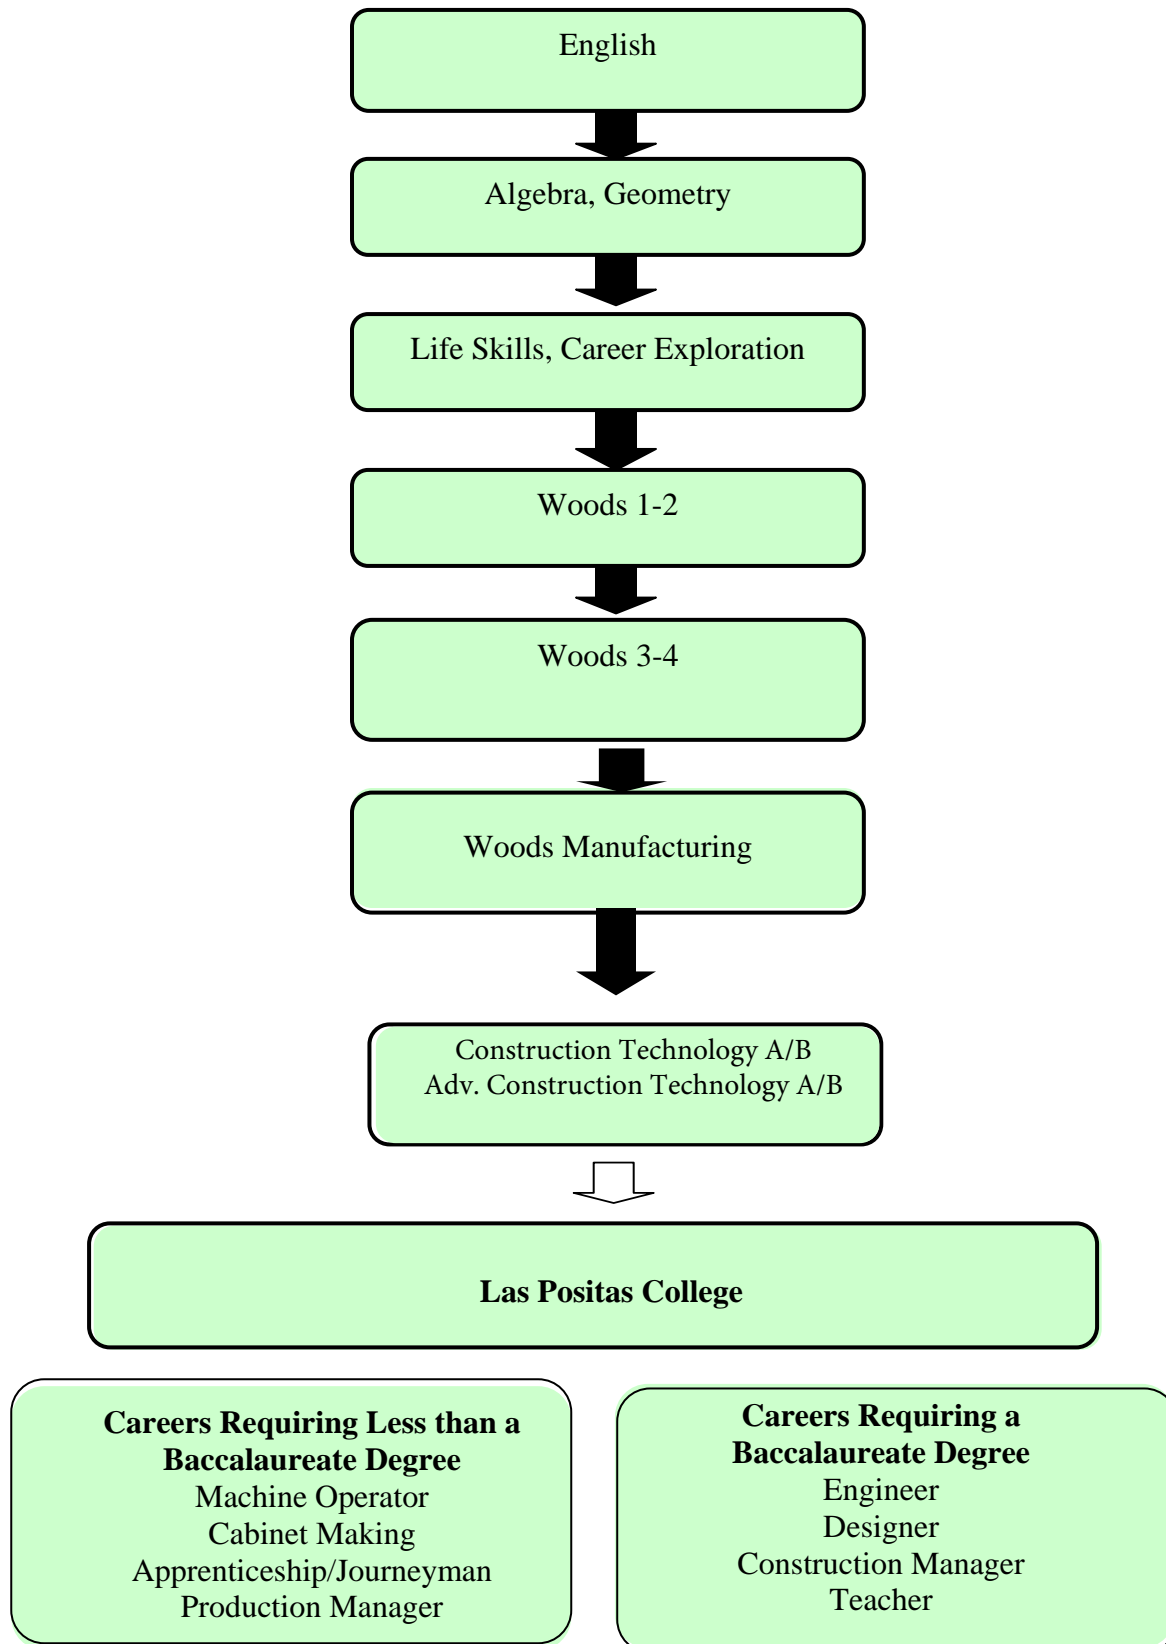 English
Algebra, Geometry
Life Skills, Career Exploration
Woods 1-2
Woods 3-4
Woods Manufacturing
Construction Technology A/B
Adv. Construction Technology A/B
Las Positas College
Careers Requiring Less than a
Baccalaureate Degree
Machine Operator
Cabinet Making
Apprenticeship/Journeyman
Production Manager
Careers Requiring a
Baccalaureate Degree
Engineer
Designer
Construction Manager
Teacher